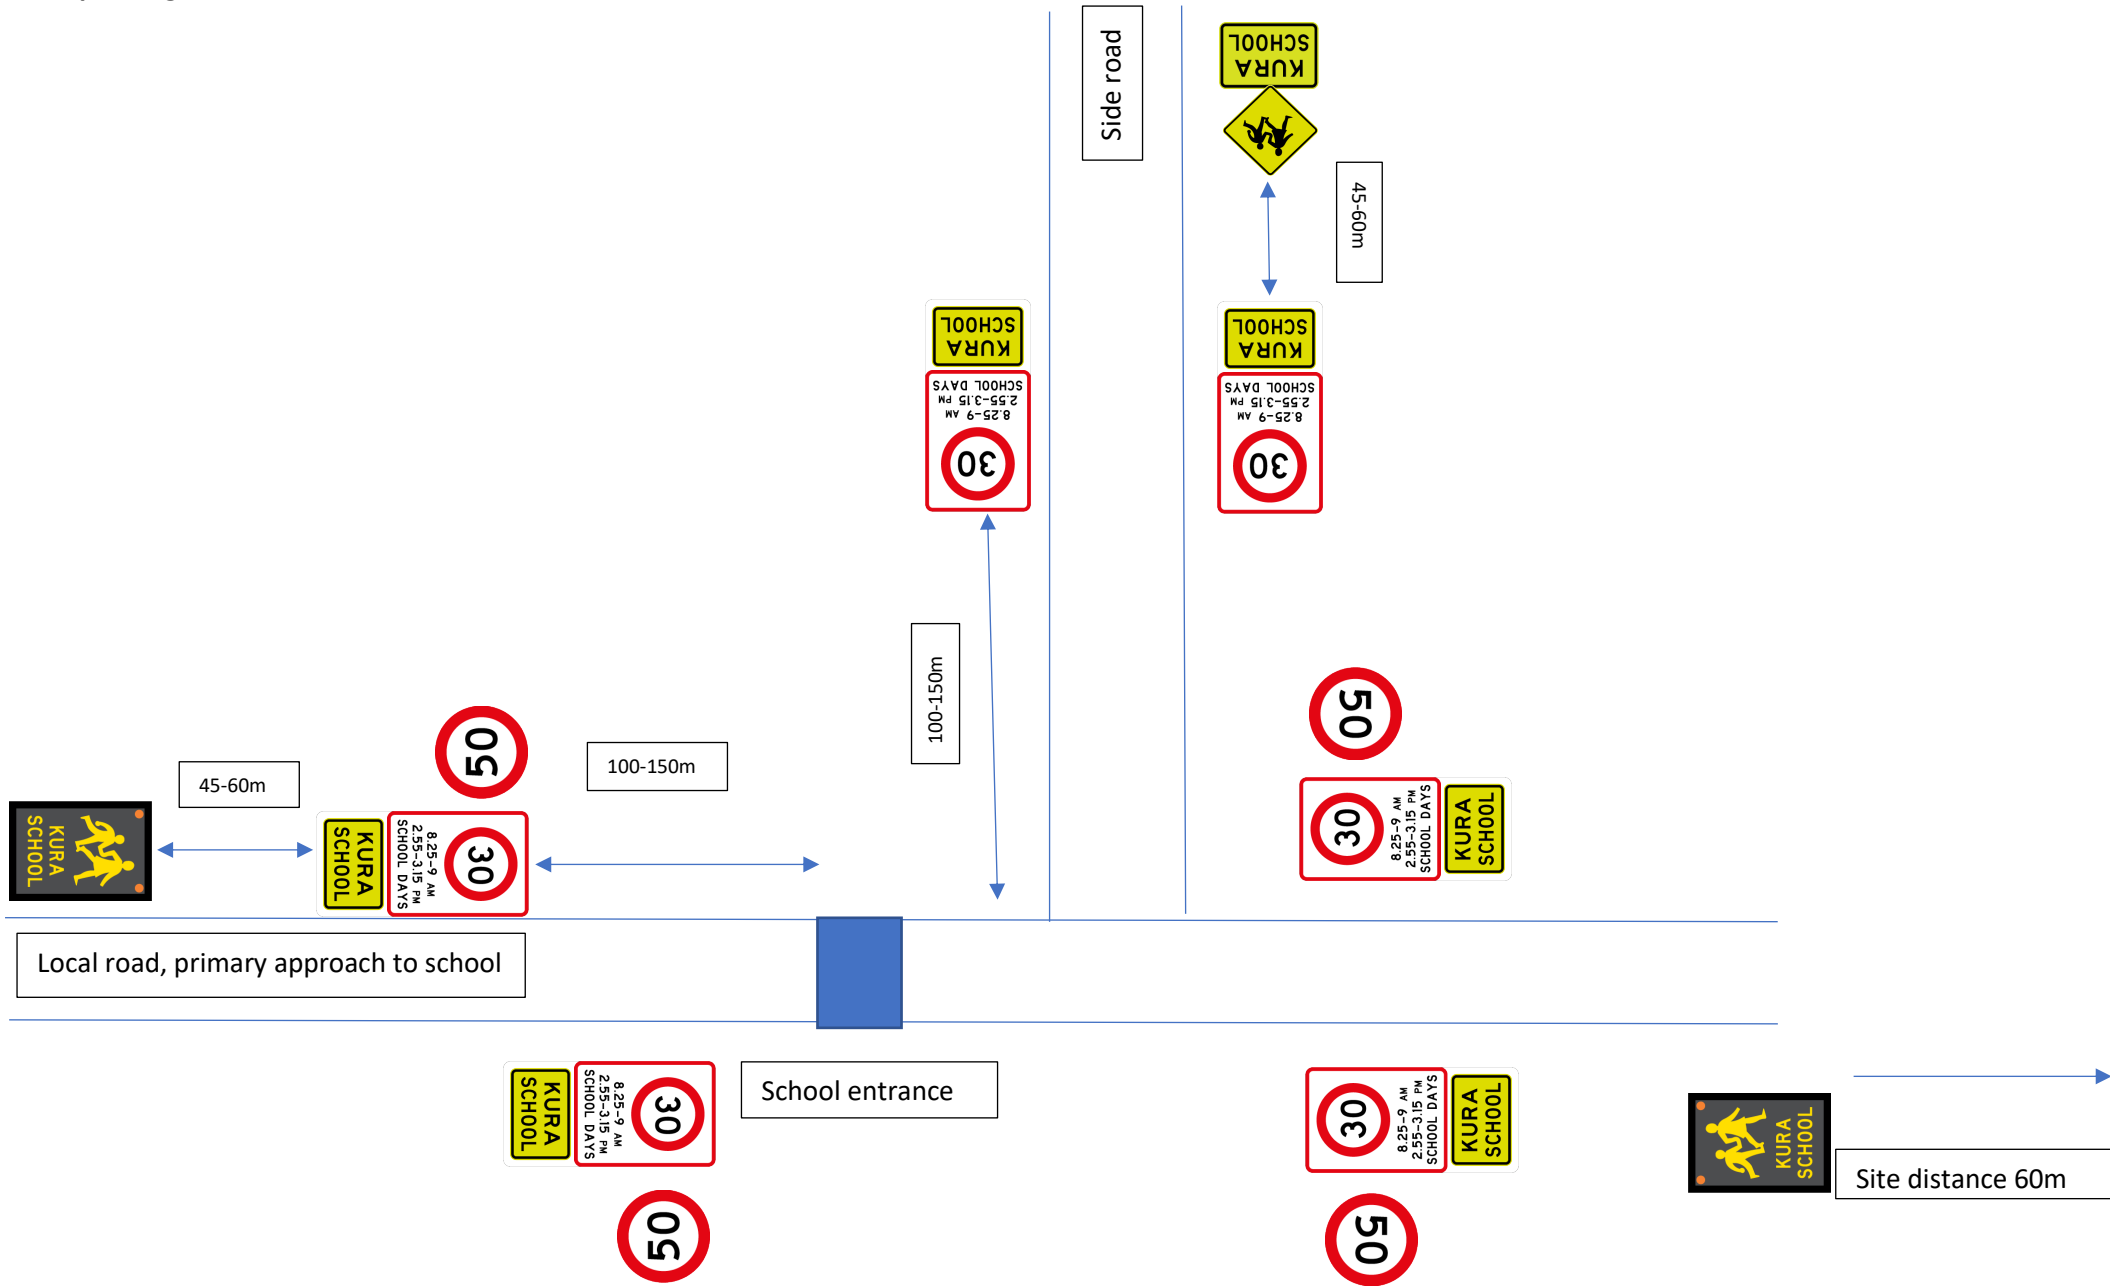 Side road
KURA
SCHOOL
45-60m
KURA
SCHOOL
30
8.25-9 AM
2.55-3.15 PM
SCHOOL DAYS
KURA
SCHOOL
30
8.25-9 AM
2.55-3.15 PM
SCHOOL DAYS
100-150m
50
30
8.25-9 AM
2.55-3.15 PM
SCHOOL DAYS
KURA
SCHOOL
50
100-150m
45-60m
KURA
SCHOOL
30
8.25-9 AM
2.55-3.15 PM
SCHOOL DAYS
KURA
SCHOOL
Local road, primary approach to school
School entrance
30
8.25-9 AM
2.55-3.15 PM
SCHOOL DAYS
KURA
SCHOOL
50
30
8.25-9 AM
2.55-3.15 PM
SCHOOL DAYS
KURA
SCHOOL
50
KURA
SCHOOL
Site distance 60m